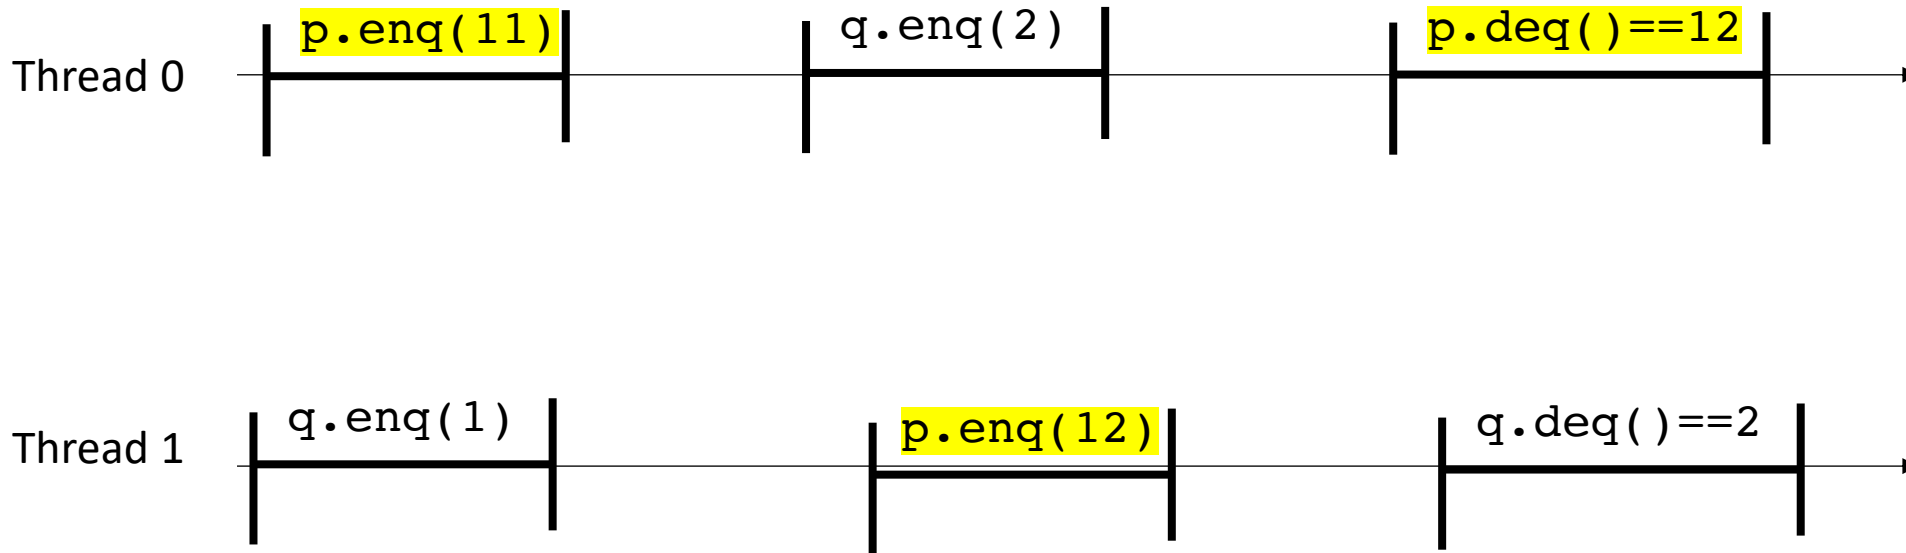 Thread 0 p.enq(11) q.enq(2) p.deq()==12
Thread 1 q.enq(1) p.enq(12) q.deq()==2